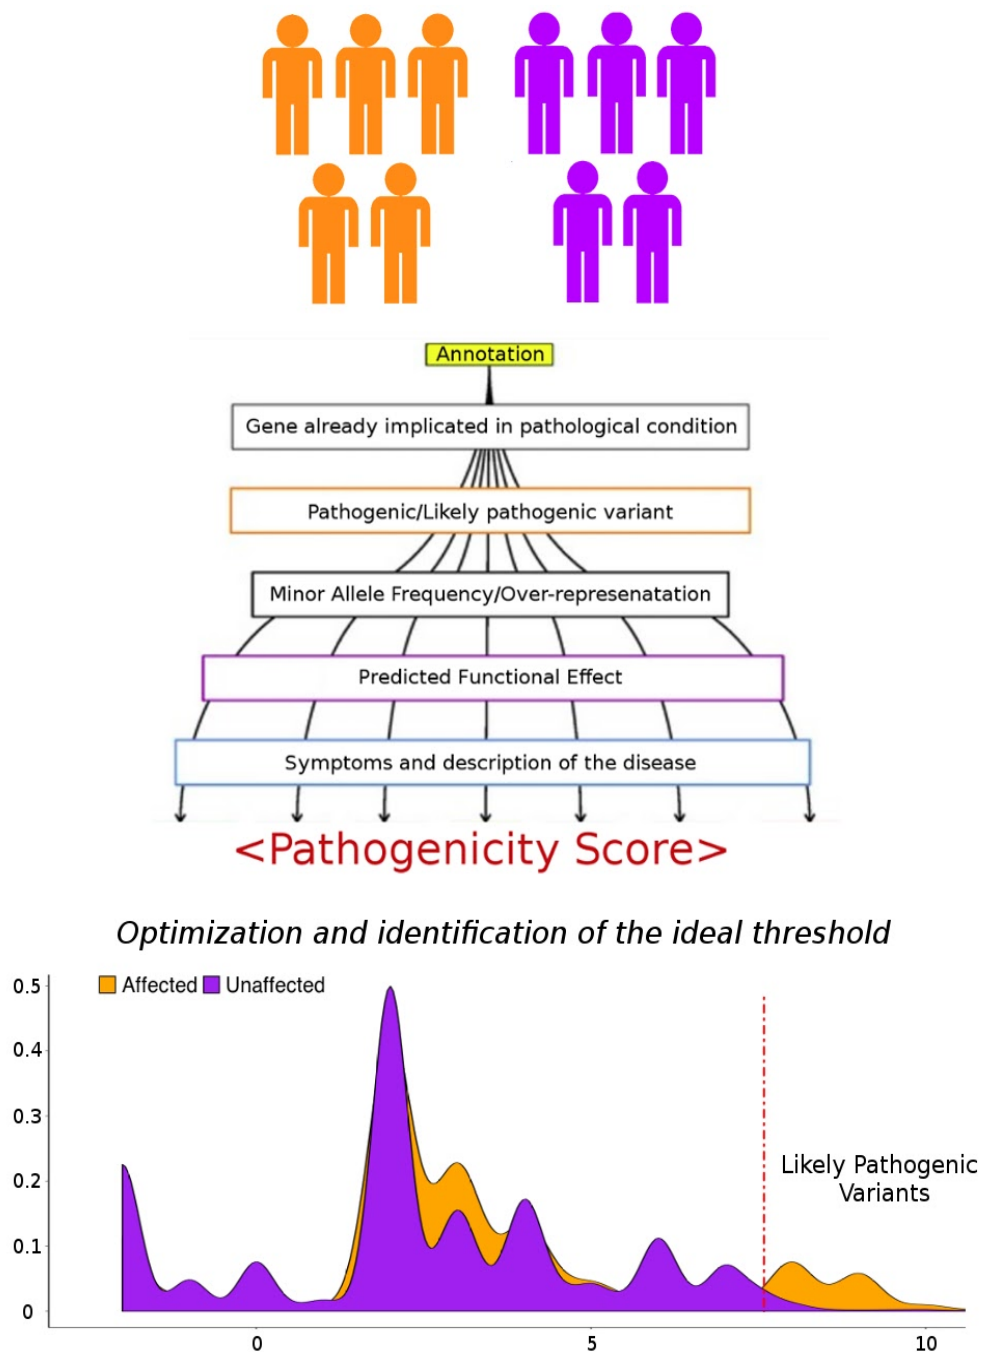 Annotation
Gene already implicated in pathological condition
Pathogenic/Likely pathogenic variant
Minor Allele Frequency/Over-represenatation
Predicted Functional Effect
Symptoms and description of the disease
<Pathogenicity Score>
Optimization and identification of the ideal threshold
Affected Unaffected
0.5
0.4
0.3
0.2
0.1
0
Likely Pathogenic
Variants
0 5 10